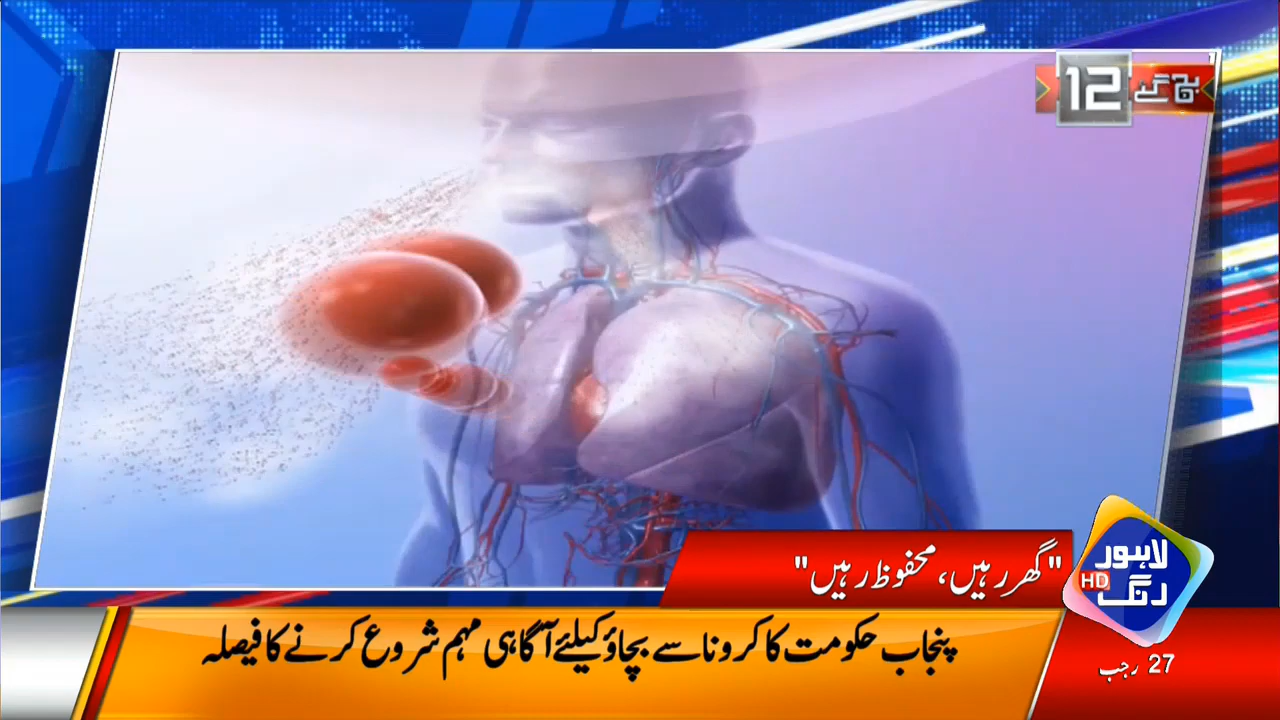 12 بج گئے
"گھر رہیں، محفوظ رہیں"
لاہور
رنگ HD
پنجاب حکومت کا کرونا سے بچاؤ کیلئے آگاہی مہم شروع کرنے کا فیصلہ
27 رجب